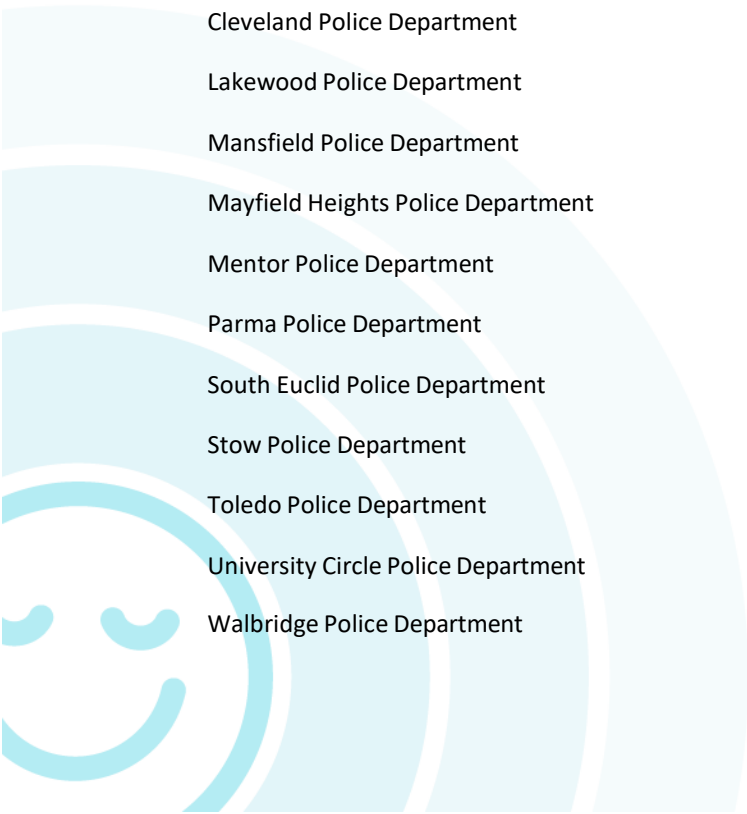 Cleveland Police Department
Lakewood Police Department
Mansfield Police Department
Mayfield Heights Police Department
Mentor Police Department
Parma Police Department
South Euclid Police Department
Stow Police Department
Toledo Police Department
University Circle Police Department
Walbridge Police Department